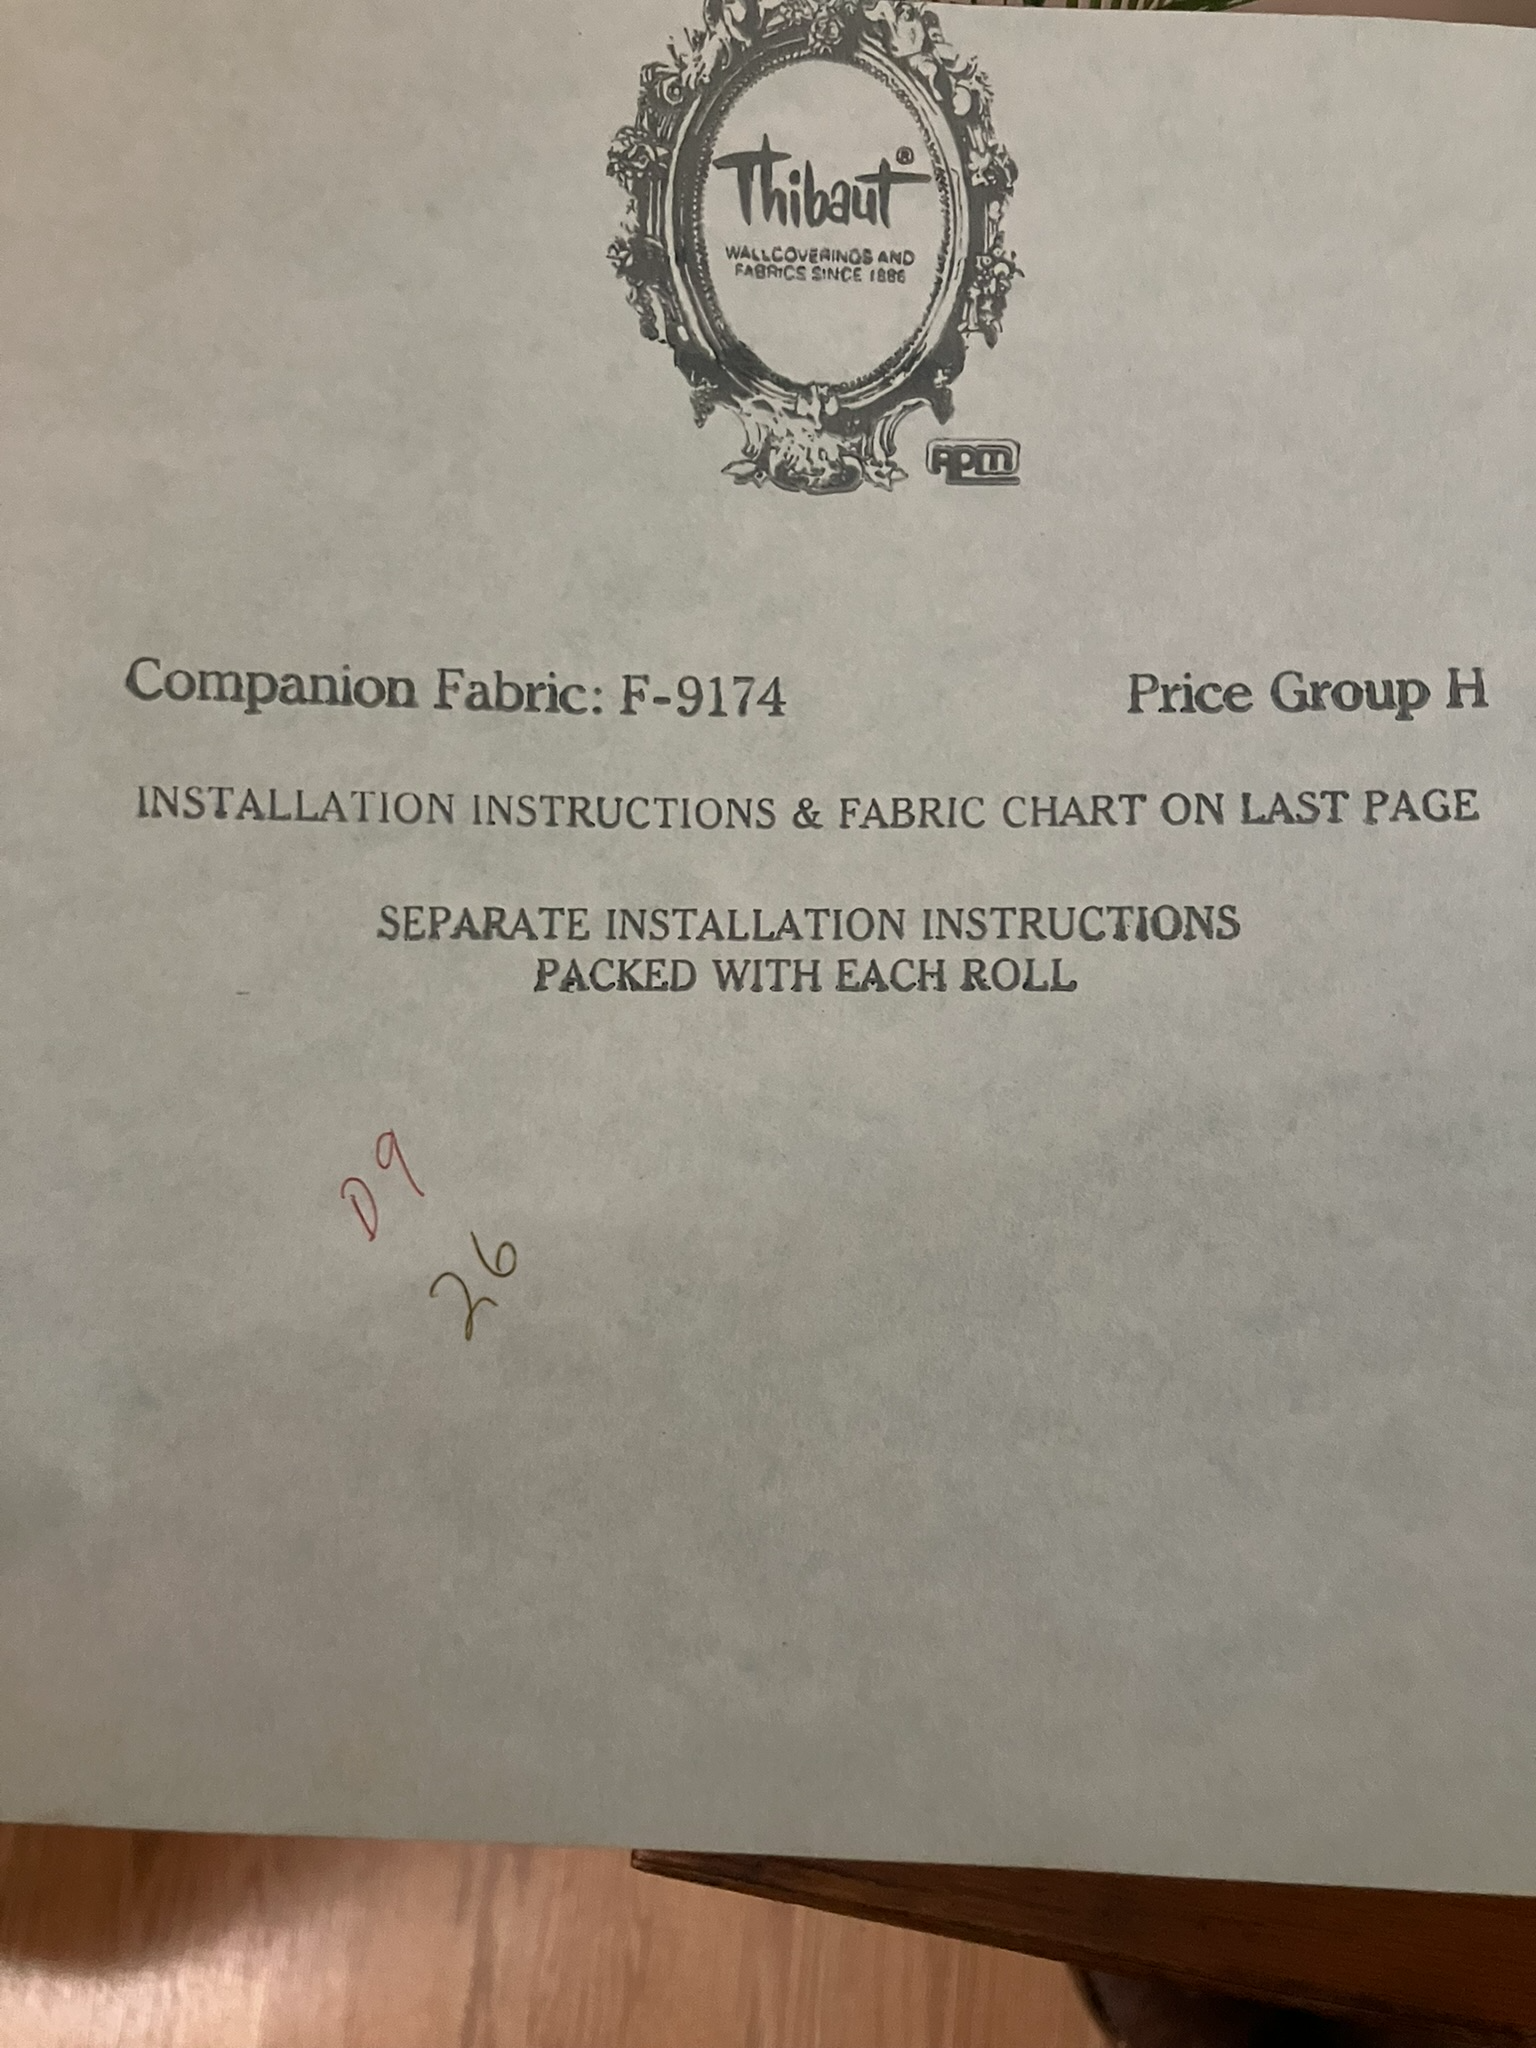 Thibaut®
WALLCOVERINGS AND
FABRICS SINCE 1886
Companion Fabric: F-9174 Price Group H
INSTALLATION INSTRUCTIONS & FABRIC CHART ON LAST PAGE
SEPARATE INSTALLATION INSTRUCTIONS
PACKED WITH EACH ROLL
D9
26